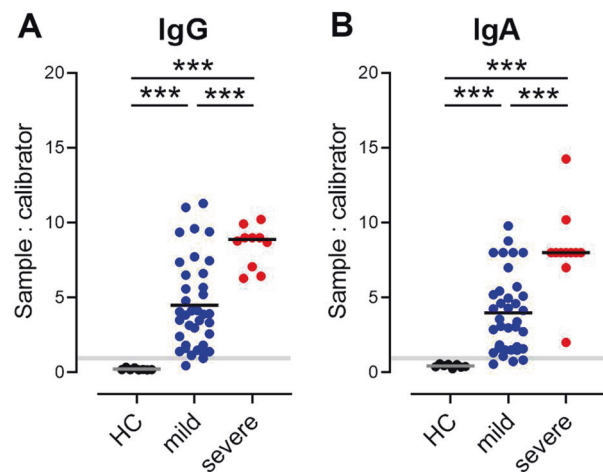 A
IgG
***
*** ***
20
15
10
5
0
Sample : calibrator
HC
mild
severe
B
IgA
***
*** ***
20
15
10
5
0
Sample : calibrator
HC
mild
severe